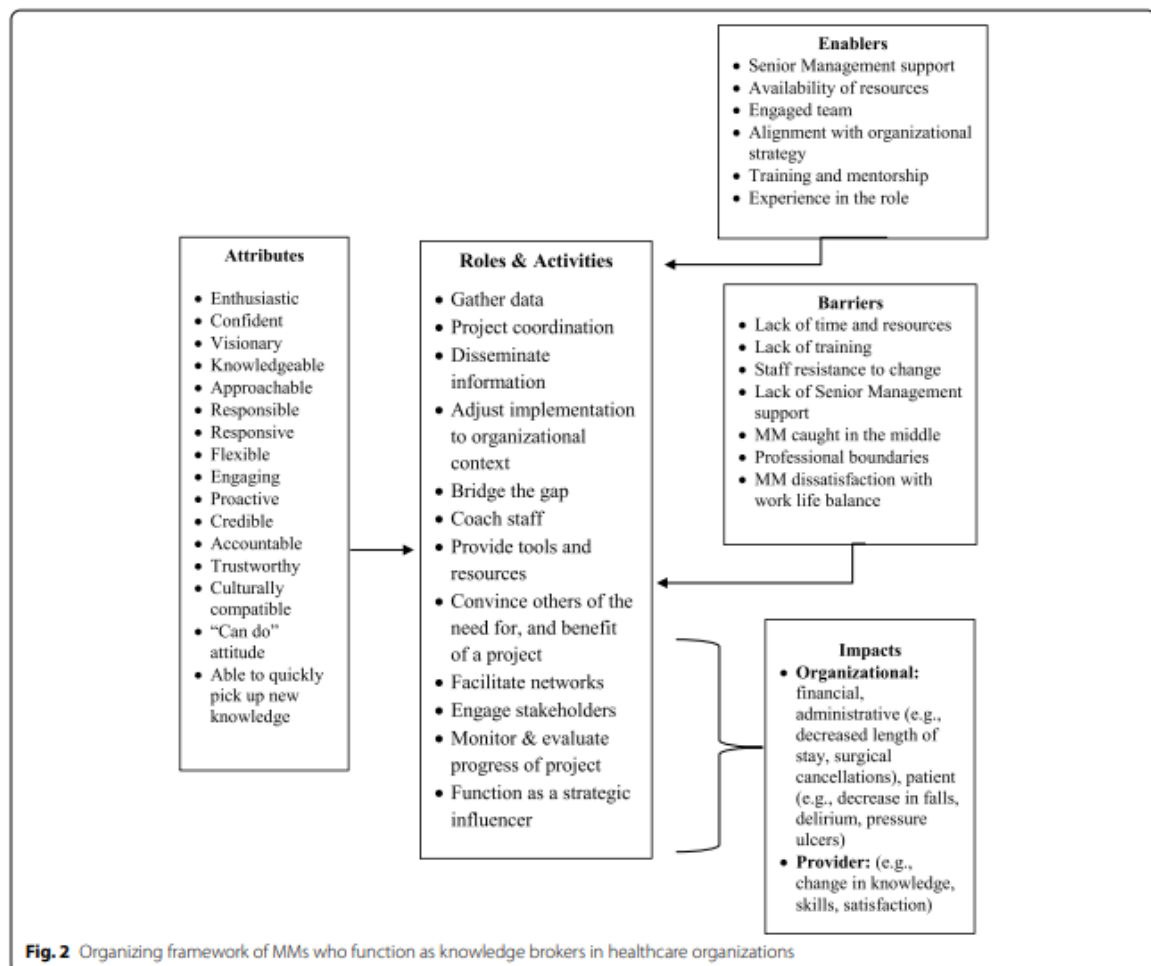 Enablers
• Senior Management support
• Availability of resources
• Engaged team
• Alignment with organizational
strategy
• Training and mentorship
• Experience in the role
Attributes
• Enthusiastic
• Confident
• Visionary
• Knowledgeable
• Approachable
• Responsible
• Responsive
• Flexible
• Engaging
• Proactive
• Credible
• Accountable
• Trustworthy
• Culturally
compatible
• “Can do”
attitude
• Able to quickly
pick up new
knowledge
Roles & Activities
• Gather data
• Project coordination
• Disseminate
information
• Adjust implementation
to organizational
context
• Bridge the gap
• Coach staff
• Provide tools and
resources
• Convince others of the
need for, and benefit
of a project
• Facilitate networks
• Engage stakeholders
• Monitor & evaluate
progress of project
• Function as a strategic
influencer
Barriers
• Lack of time and resources
• Lack of training
• Staff resistance to change
• Lack of Senior Management
support
• MM caught in the middle
• Professional boundaries
• MM dissatisfaction with
work life balance
Impacts
• Organizational:
financial,
administrative (e.g.,
decreased length of
stay, surgical
cancellations), patient
(e.g., decrease in falls,
delirium, pressure
ulcers)
• Provider: (e.g.,
change in knowledge,
skills, satisfaction)
Fig. 2 Organizing framework of MMs who function as knowledge brokers in healthcare organizations